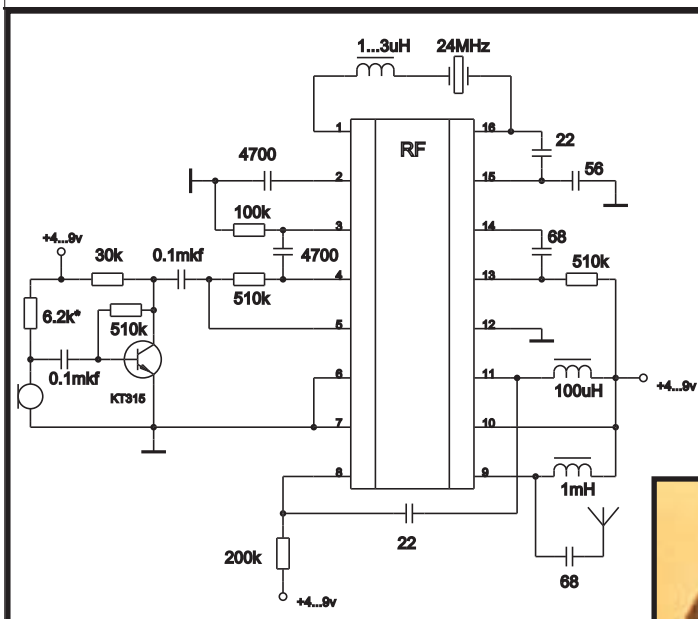 1...3uH 24MHz
1 RF 16
22
4700
2 15 56
100k
3 14
+4...9v
30k 0.1mkf 4700 68 510k
4 13
6.2k*
510k 510k
5 12
0.1mkf
6 11 +4...9v
KT315 100uH
7 10
8 9
1mH
22
200k
68
+4...9v